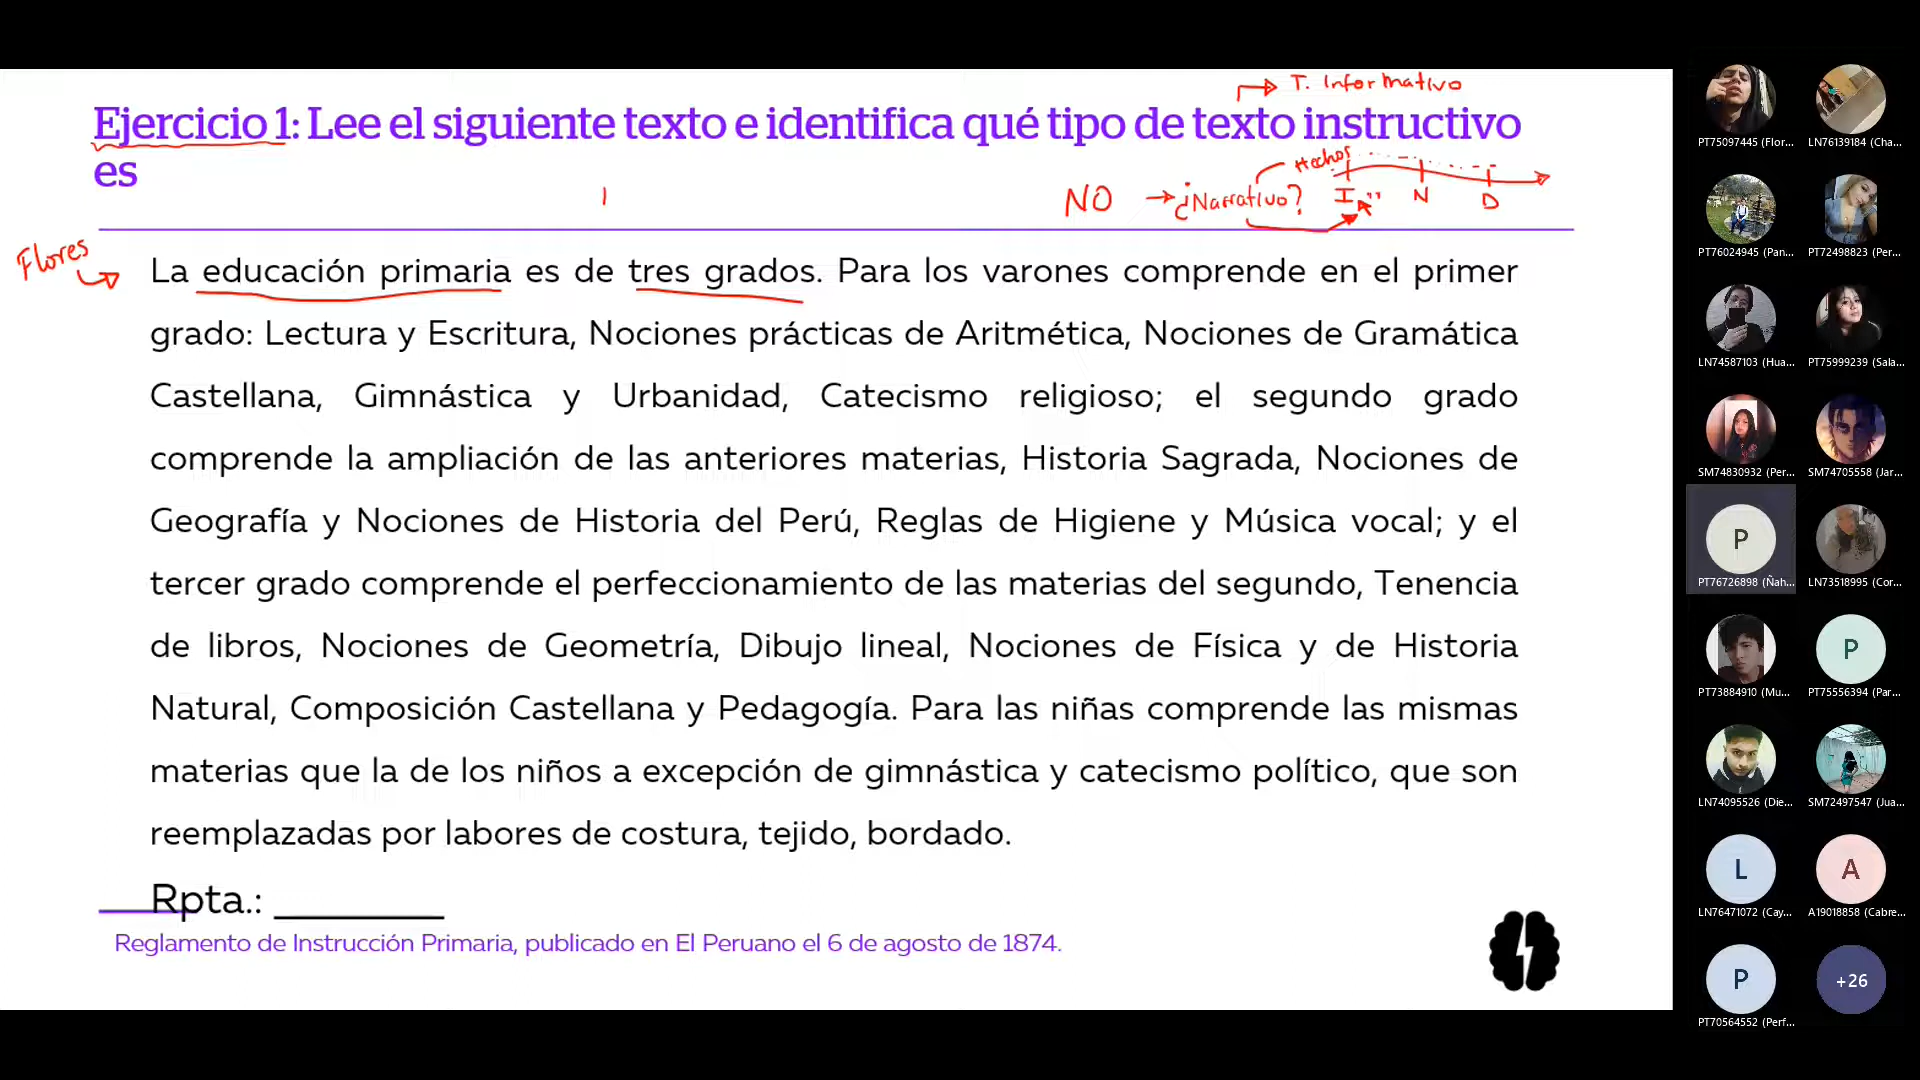 T. Informativo
Ejercicio 1: Lee el siguiente texto e identifica qué tipo de texto instructivo
es
Hechos
NO → ¿Narrativo? I " N D
Flores
La educación primaria es de tres grados. Para los varones comprende en el primer
grado: Lectura y Escritura, Nociones prácticas de Aritmética, Nociones de Gramática
Castellana, Gimnástica y Urbanidad, Catecismo religioso; el segundo grado
comprende la ampliación de las anteriores materias, Historia Sagrada, Nociones de
Geografía y Nociones de Historia del Perú, Reglas de Higiene y Música vocal; y el
tercer grado comprende el perfeccionamiento de las materias del segundo, Tenencia
de libros, Nociones de Geometría, Dibujo lineal, Nociones de Física y de Historia
Natural, Composición Castellana y Pedagogía. Para las niñas comprende las mismas
materias que la de los niños a excepción de gimnástica y catecismo político, que son
reemplazadas por labores de costura, tejido, bordado.
Rpta.: ________
Reglamento de Instrucción Primaria, publicado en El Peruano el 6 de agosto de 1874.
PT75097445 (Flor... LN76139184 (Cha...
PT76024945 (Pan... PT72498823 (Per...
LN74587103 (Hua... PT75999239 (Sala...
SM74830932 (Per... SM74705558 (Jar...
P
PT76726898 (Ñah... LN73518995 (Cor...
P
PT73884910 (Mu... PT75556394 (Par...
LN74095526 (Die... SM72497547 (Jua...
L A
LN76471072 (Cay... A19018858 (Cabre...
P +26
PT70564552 (Perf...